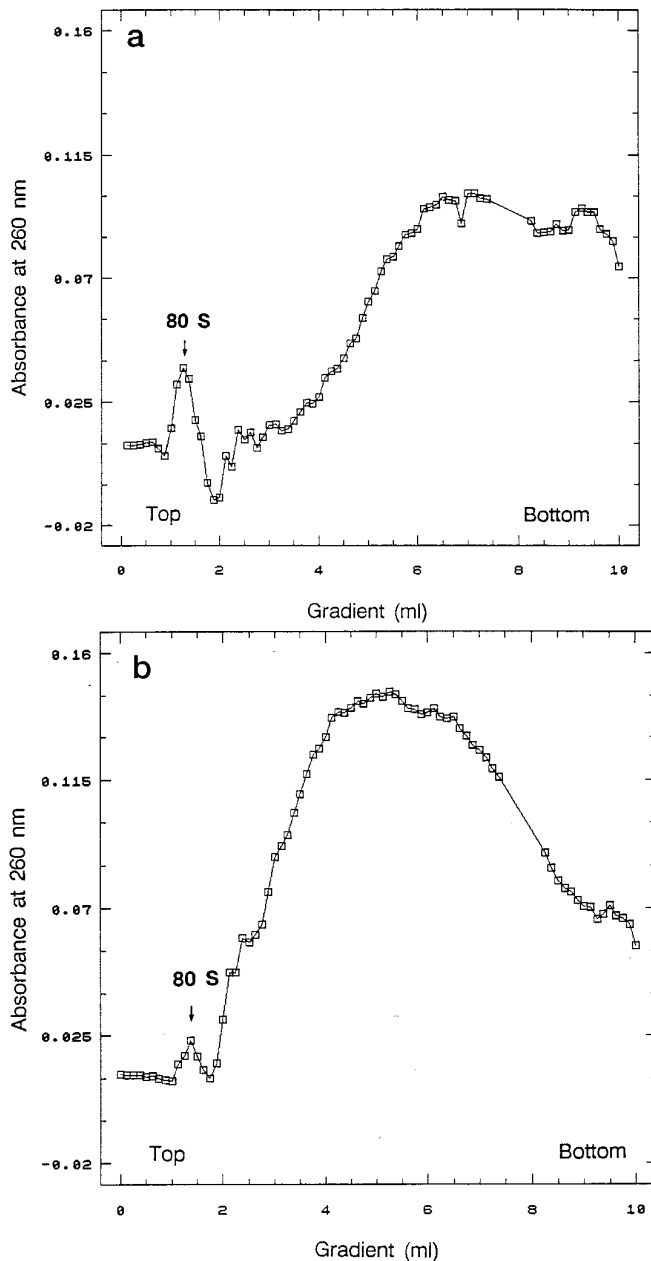 a
0.16
0.115
0.07
0.025
-0.02
Absorbance at 260 nm
80 S
Top
Bottom
0 2 4 6 8 10
Gradient (ml)
b
0.16
0.115
0.07
0.025
-0.02
Absorbance at 260 nm
80 S
Top
Bottom
0 2 4 6 8 10
Gradient (ml)